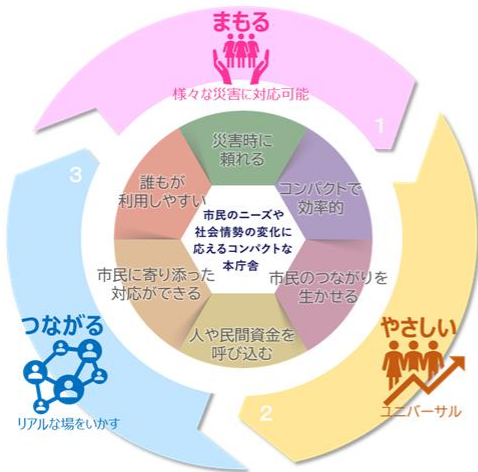 まもる
様々な災害に対応可能
1
災害時に
頼れる
コンパクトで
効率的
市民のつながりを
生かせる
人や民間資金を
呼び込む
市民に寄り添った
対応ができる
誰もが
利用しやすい
市民のニーズや
社会情勢の変化に
応えるコンパクトな
本庁舎
やさしい
ユニバーサル
2
3
つながる
リアルな場をいかす